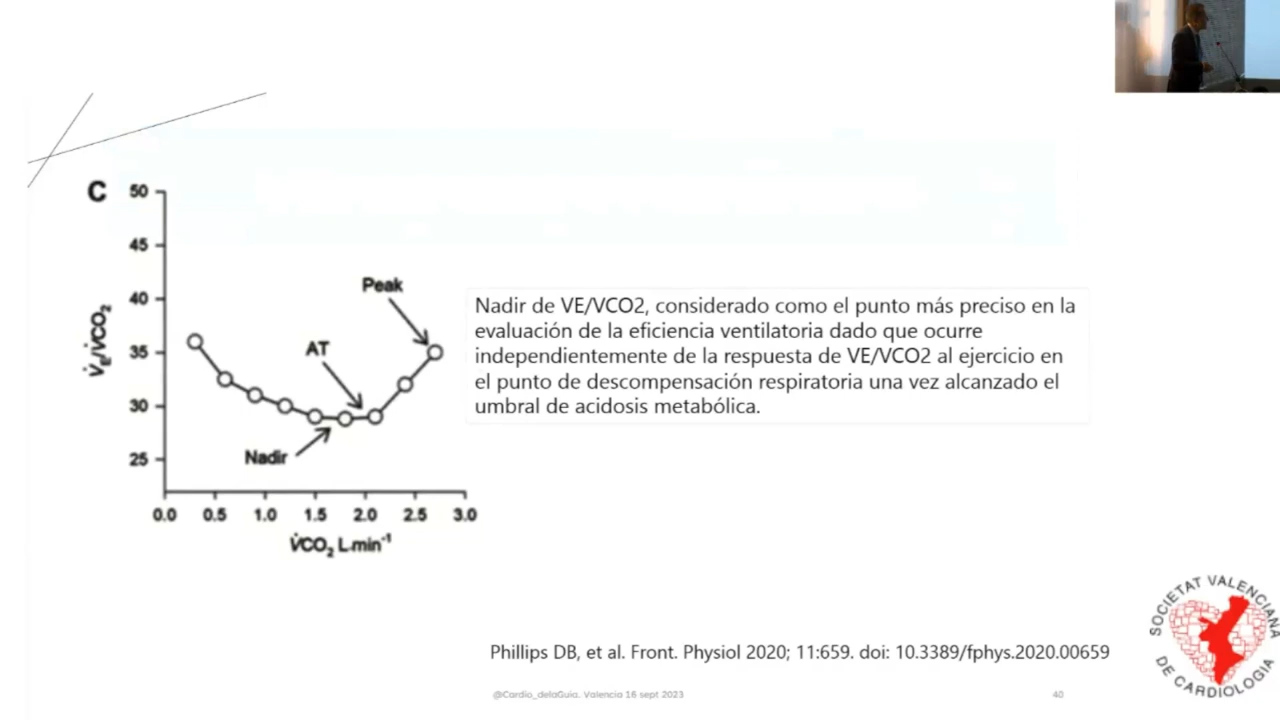 C
50
45
40
35
30
25
V̇E/V̇CO2
Peak
AT
Nadir
0.0 0.5 1.0 1.5 2.0 2.5 3.0
V̇CO2 L.min-1
Nadir de VE/VCO2, considerado como el punto más preciso en la
evaluación de la eficiencia ventilatoria dado que ocurre
independientemente de la respuesta de VE/VCO2 al ejercicio en
el punto de descompensación respiratoria una vez alcanzado el
umbral de acidosis metabólica.
Phillips DB, et al. Front. Physiol 2020; 11:659. doi: 10.3389/fphys.2020.00659
@Cardio_delaGuia. Valencia 16 sept 2023
40
SOCIETAT VALENCIANA
DE CARDIOLOGIA